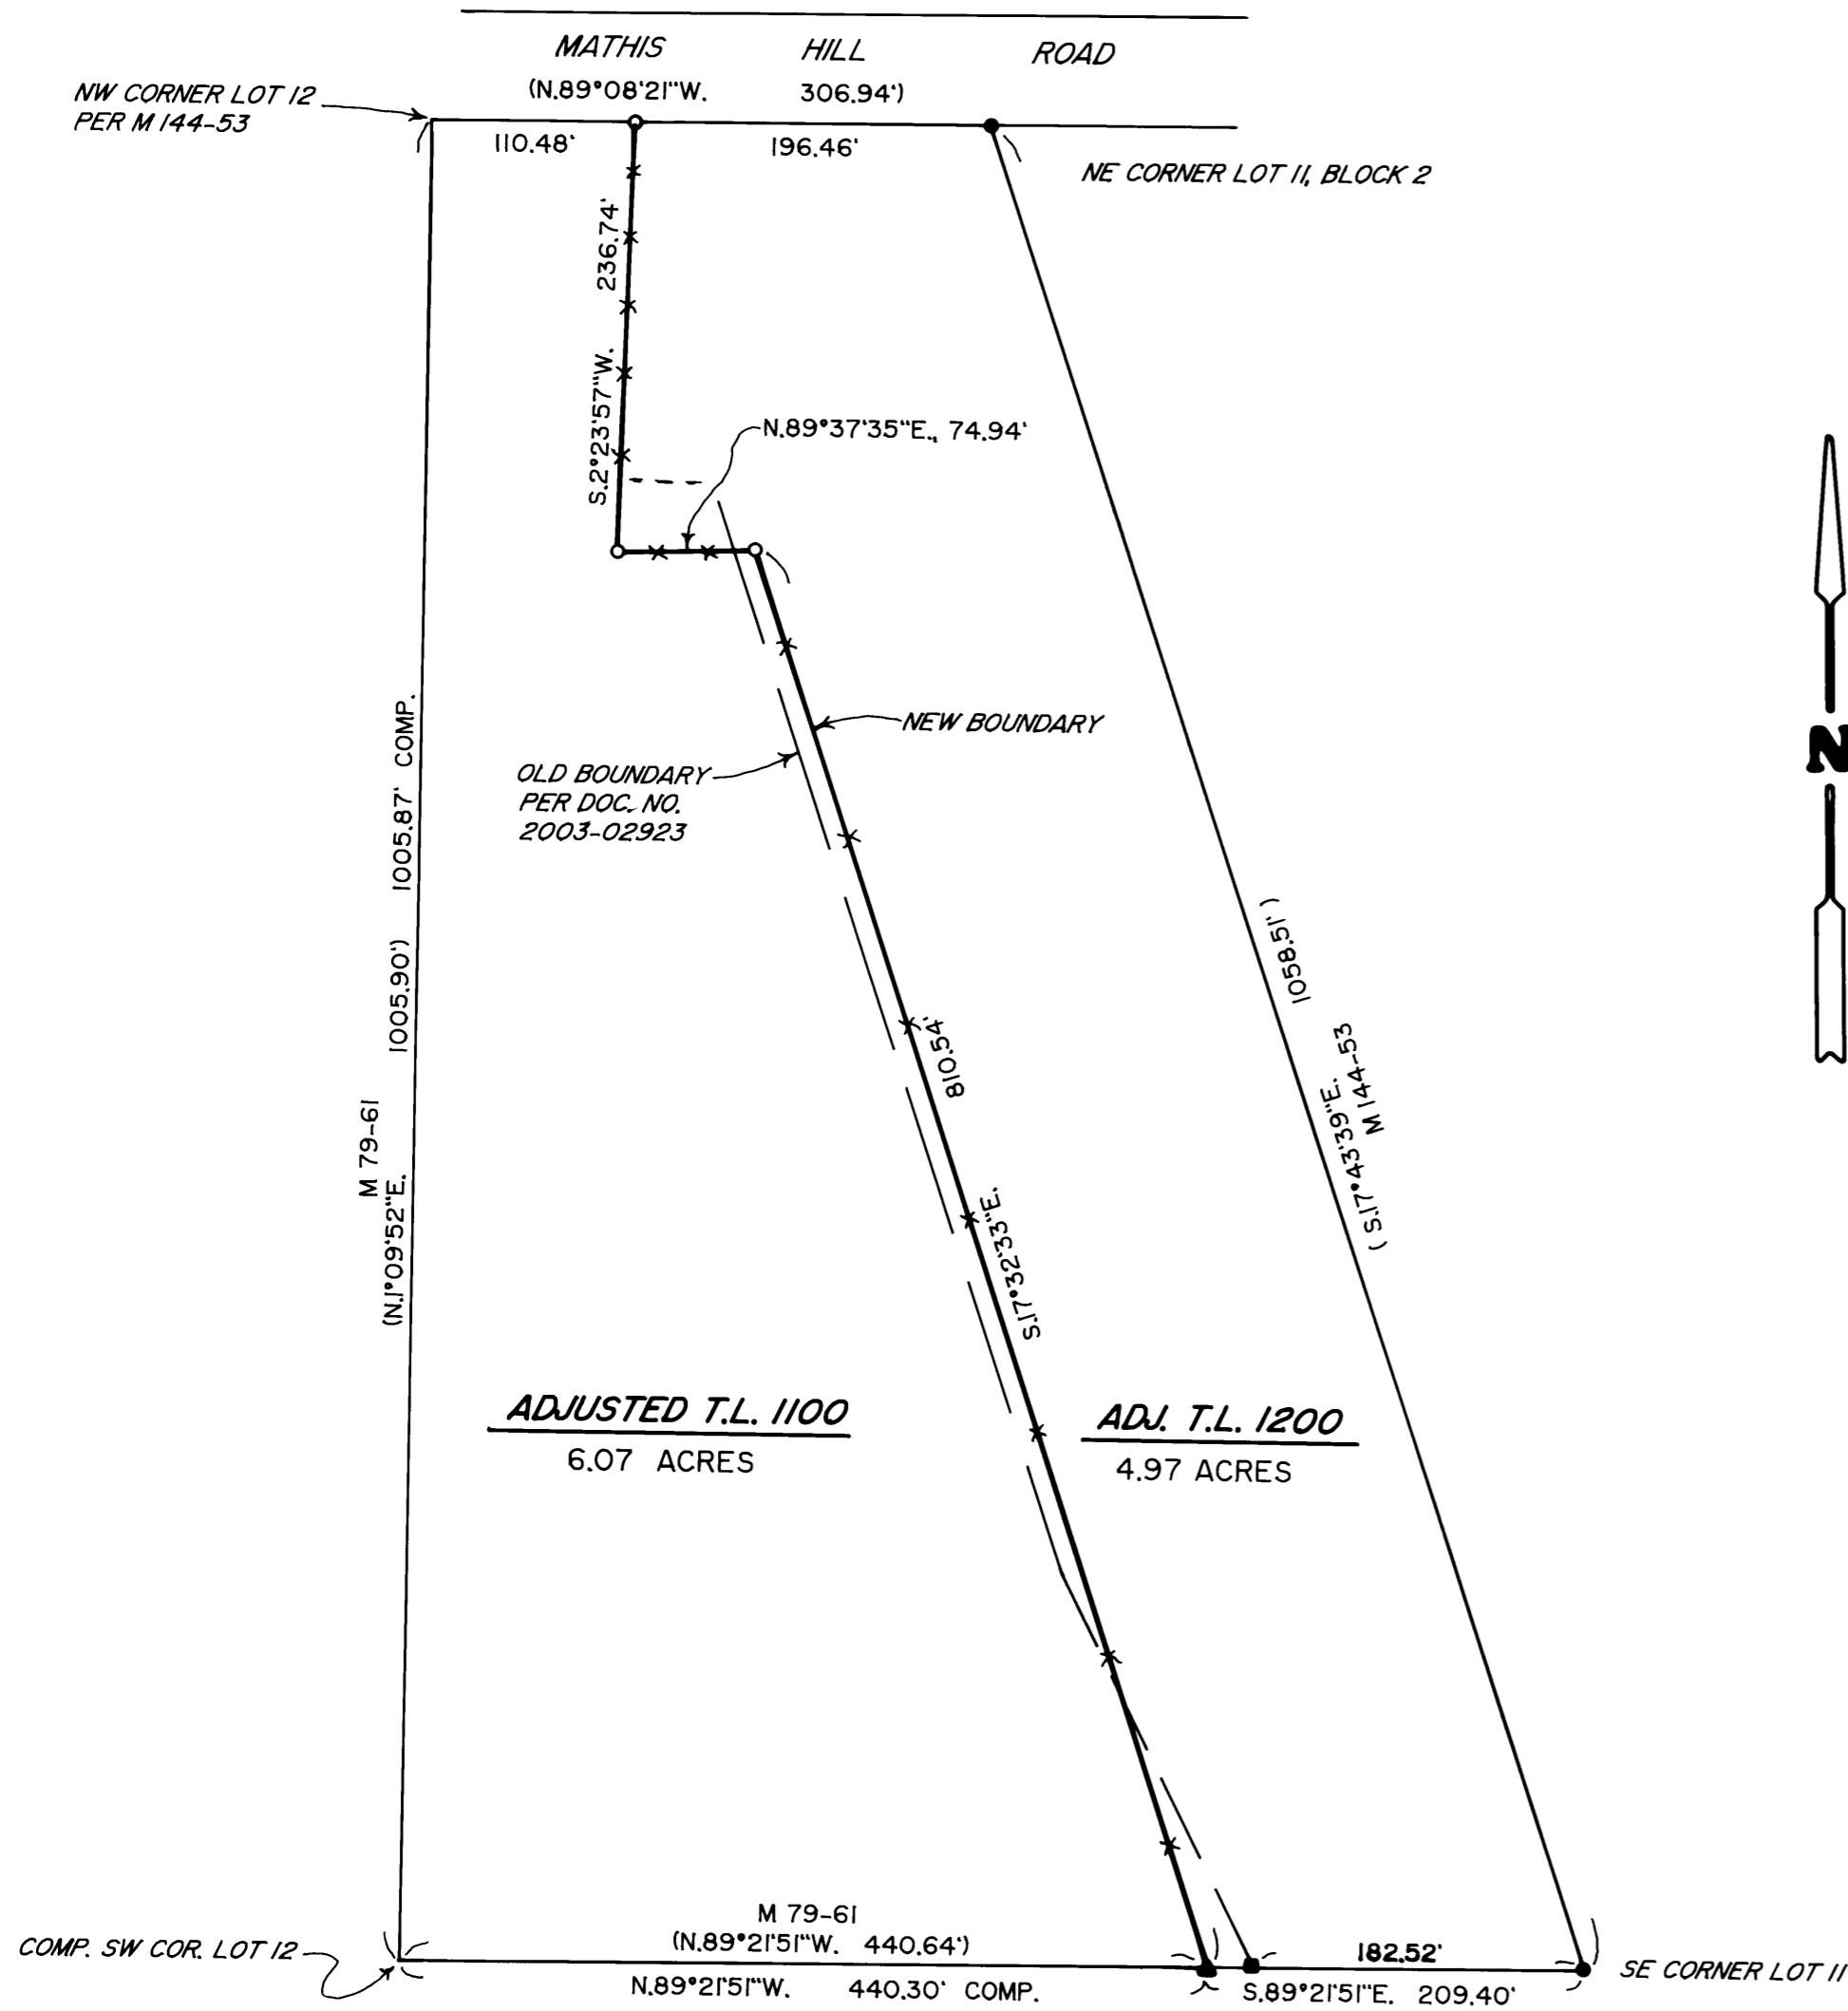 MATHIS HILL ROAD
(N.89°08'21"W. 306.94')
NW CORNER LOT 12
PER M 144-53
110.48'
196.46'
NE CORNER LOT 11, BLOCK 2
S.2°23'57"W. 236.74'
N.89°37'35"E., 74.94'
NEW BOUNDARY
OLD BOUNDARY
PER DOC. NO.
2003-02923
M 79-61
(N.1°09'52"E. 1005.90') 1005.87' COMP.
S.17°32'33"E. 810.54'
(S.17°43'39"E. 1058.51')
M 144-53
N
ADJUSTED T.L. 1100
6.07 ACRES
ADJ. T.L. 1200
4.97 ACRES
COMP. SW COR. LOT 12
M 79-61
(N.89°21'51"W. 440.64')
N.89°21'51"W. 440.30' COMP.
182.52'
S.89°21'51"E. 209.40'
SE CORNER LOT 11